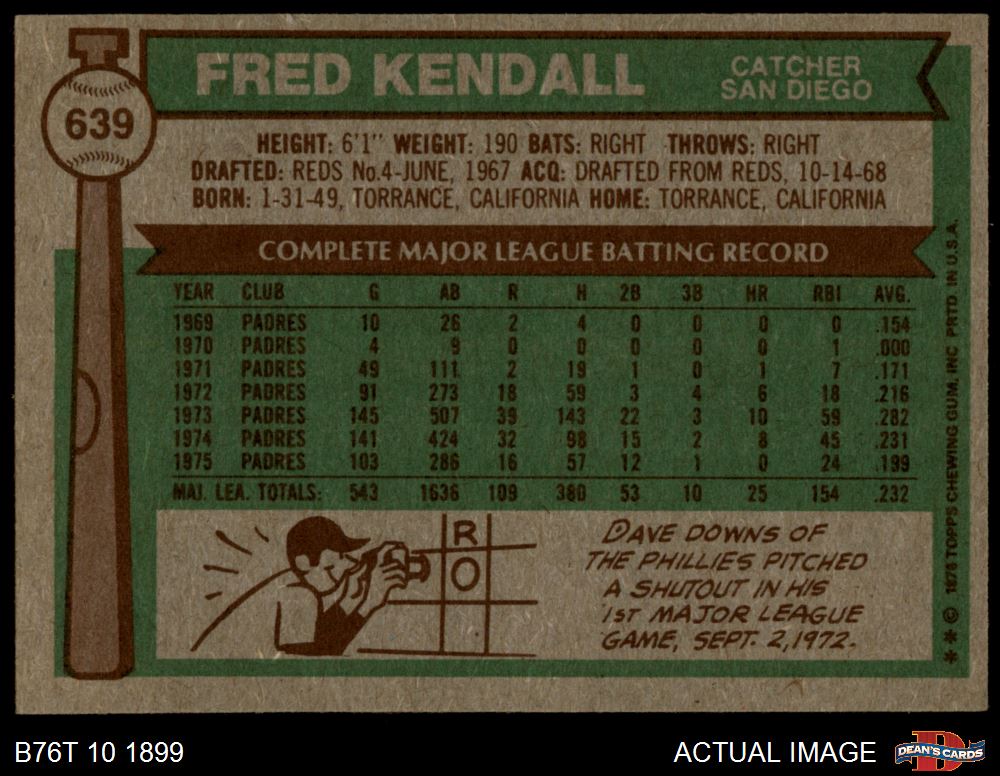 FRED KENDALL
CATCHER
SAN DIEGO
639
HEIGHT: 6'1" WEIGHT: 190 BATS: RIGHT THROWS: RIGHT
DRAFTED: REDS No.4-JUNE, 1967 ACQ: DRAFTED FROM REDS, 10-14-68
BORN: 1-31-49, TORRANCE, CALIFORNIA HOME: TORRANCE, CALIFORNIA
COMPLETE MAJOR LEAGUE BATTING RECORD
YEAR CLUB G AB R H 2B 3B HR RBI AVG.
1969 PADRES 10 26 2 4 0 0 0 0 .154
1970 PADRES 4 9 0 0 0 0 0 1 .000
1971 PADRES 49 111 2 19 1 0 1 7 .171
1972 PADRES 91 273 18 59 3 4 6 18 .216
1973 PADRES 145 507 39 143 22 3 10 59 .282
1974 PADRES 141 424 32 98 15 2 8 45 .231
1975 PADRES 103 286 16 57 12 1 0 24 .199
MAJ. LEA. TOTALS: 543 1636 109 380 53 10 25 154 .232
R
O
DAVE DOWNS OF
THE PHILLIES PITCHED
A SHUTOUT IN HIS
1ST MAJOR LEAGUE
GAME, SEPT. 2, 1972.
** © 1976 TOPPS CHEWING GUM, INC PRTD. IN U.S.A.
B76T 10 1899
ACTUAL IMAGE
DEAN'S CARDS